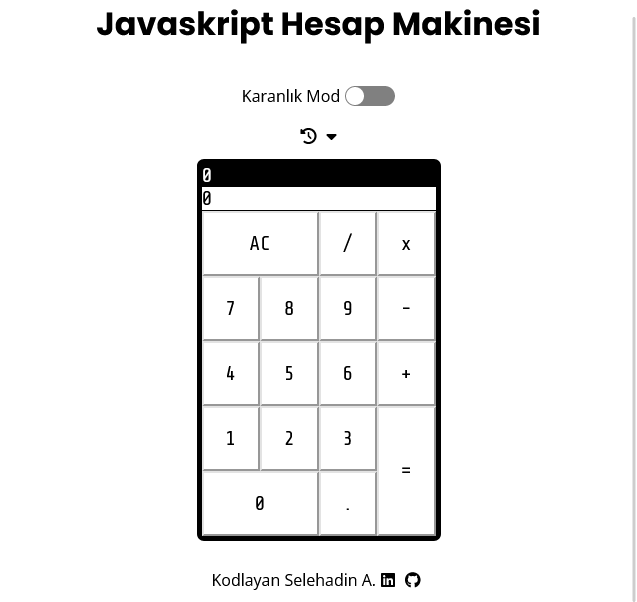 Javaskript Hesap Makinesi
Karanlık Mod
0
0
AC / x
7 8 9 -
4 5 6 +
1 2 3 =
0 .
Kodlayan Selehadin A.